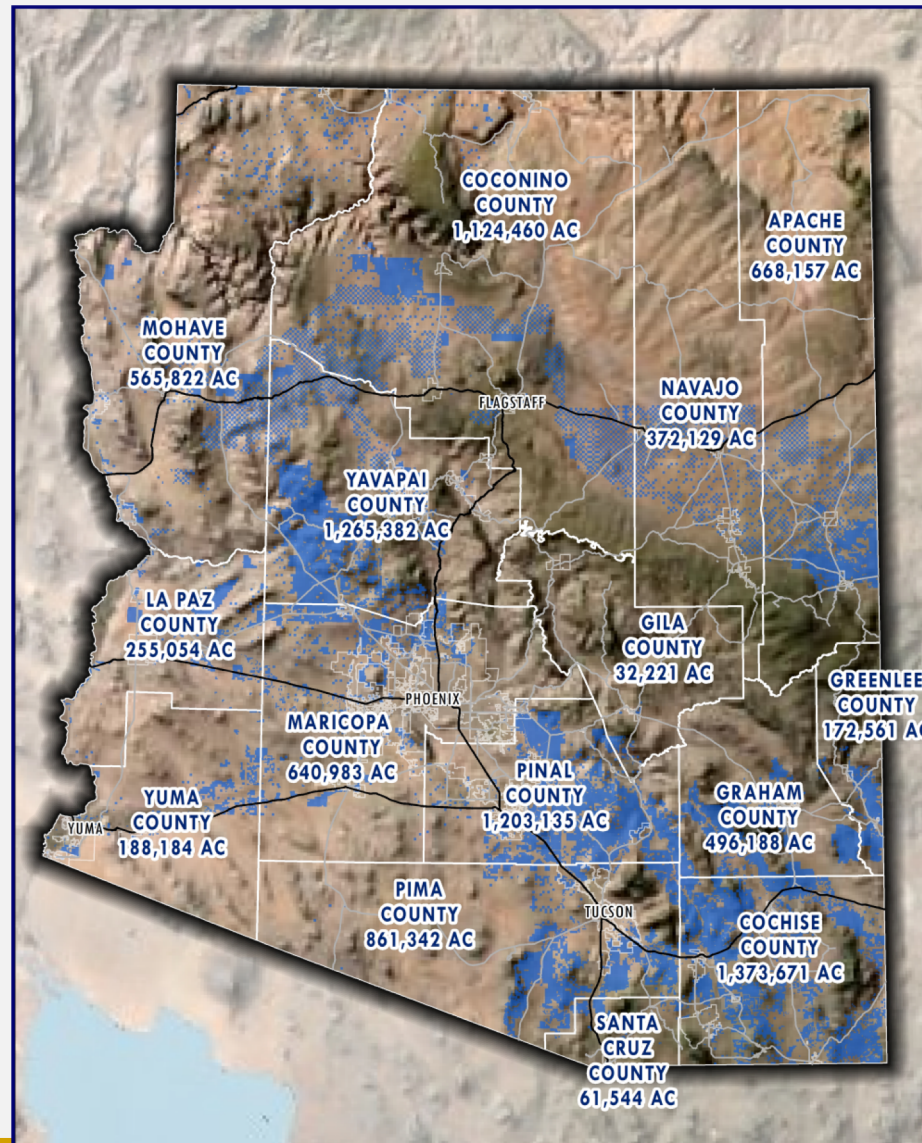 COCONINO
COUNTY
1,124,460 AC
APACHE
COUNTY
668,157 AC
MOHAVE
COUNTY
565,822 AC
FLAGSTAFF
NAVAJO
COUNTY
372,129 AC
YAVAPAI
COUNTY
1,265,382 AC
LA PAZ
COUNTY
255,054 AC
GILA
COUNTY
32,221 AC
GREENLEE
COUNTY
172,561 AC
PHOENIX
MARICOPA
COUNTY
640,983 AC
PINAL
COUNTY
1,203,135 AC
GRAHAM
COUNTY
496,188 AC
YUMA
YUMA
COUNTY
188,184 AC
PIMA
COUNTY
861,342 AC
TUCSON
COCHISE
COUNTY
1,373,671 AC
SANTA
CRUZ
COUNTY
61,544 AC